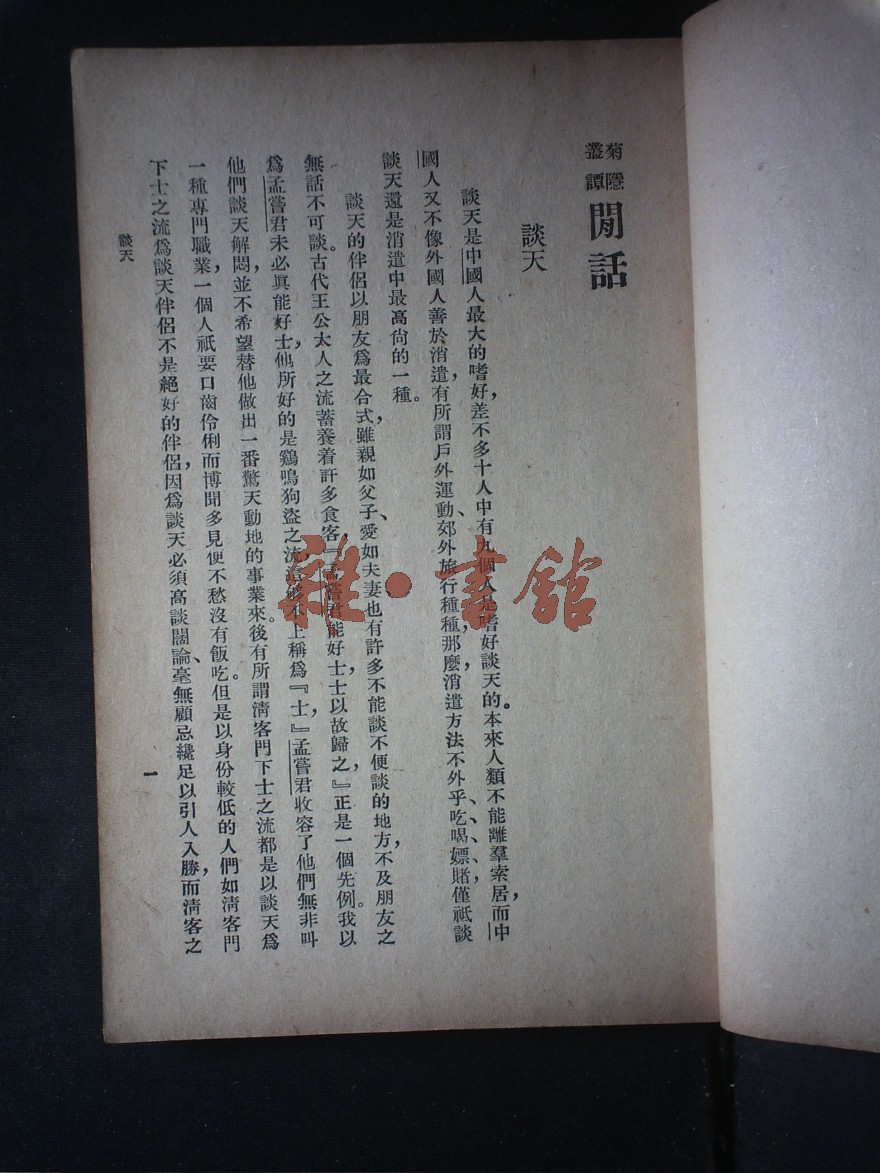 菊隱叢譚 閒話
談天
談天是中國人最大的嗜好，差不多十人中有九個人是嗜好談天的。本來人類不能離羣索居，而中
國人又不像外國人善於消遣，有所謂戶外運動、郊外旅行種種，那麼消遣方法不外乎吃、喝、嫖、賭，僅祇談
談天還是消遣中最高尙的一種。
談天的伴侶以朋友爲最合式，雖親如父子、愛如夫妻也有許多不能談不便談的地方，不及朋友之
無話不可談。古代王公大人之流蓄養着許多食客，『孟嘗君能好士，士以故歸之』正是一個先例。我以
爲孟嘗君未必眞能好士，他所好的是鷄鳴狗盜之流，這够不上稱爲『士，』孟嘗君收容了他們無非叫
他們談天解悶，並不希望替他做出一番驚天動地的事業來。後有所謂淸客門下士之流都是以談天爲
一種專門職業，一個人祇要口齒伶俐而博聞多見便不愁沒有飯吃。但是以身份較低的人們如淸客門
下士之流爲談天伴侶不是絕好的伴侶，因爲談天必須高談闊論、毫無顧忌纔足以引人入勝，而淸客之
談天
一
雜·書館